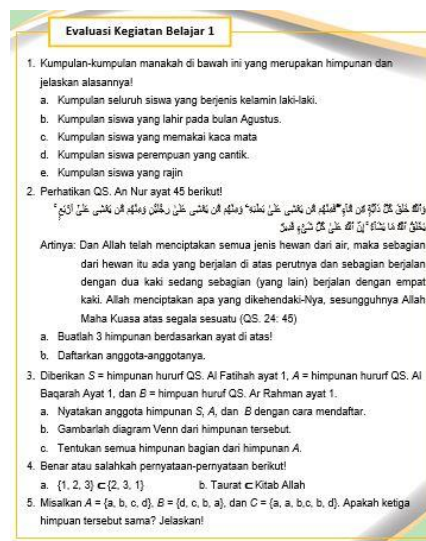 Evaluasi Kegiatan Belajar 1
1. Kumpulan-kumpulan manakah di bawah ini yang merupakan himpunan dan
jelaskan alasannya!
a. Kumpulan seluruh siswa yang berjenis kelamin laki-laki.
b. Kumpulan siswa yang lahir pada bulan Agustus.
c. Kumpulan siswa yang memakai kaca mata
d. Kumpulan siswa perempuan yang cantik.
e. Kumpulan siswa yang rajin
2. Perhatikan QS. An Nur ayat 45 berikut!
Artinya: Dan Allah telah menciptakan semua jenis hewan dari air, maka sebagian
dari hewan itu ada yang berjalan di atas perutnya dan sebagian berjalan
dengan dua kaki sedang sebagian (yang lain) berjalan dengan empat
kaki. Allah menciptakan apa yang dikehendaki-Nya, sesungguhnya Allah
Maha Kuasa atas segala sesuatu (QS. 24: 45)
a. Buatlah 3 himpunan berdasarkan ayat di atas!
b. Daftarkan anggota-anggotanya.
3. Diberikan S = himpunan hururf QS. Al Fatihah ayat 1, A = himpunan hururf QS. Al
Baqarah Ayat 1, dan B = himpuan huruf QS. Ar Rahman ayat 1.
a. Nyatakan anggota himpunan S, A, dan B dengan cara mendaftar.
b. Gambarlah diagram Venn dari himpunan tersebut.
c. Tentukan semua himpunan bagian dari himpunan A.
4. Benar atau salahkah pernyataan-pernyataan berikut!
a. {1, 2, 3} ⊂ {2, 3, 1} b. Taurat ⊂ Kitab Allah
5. Misalkan A = {a, b, c, d}, B = {d, c, b, a}, dan C = {a, a, b,c, b, d}. Apakah ketiga
himpuan tersebut sama? Jelaskan!